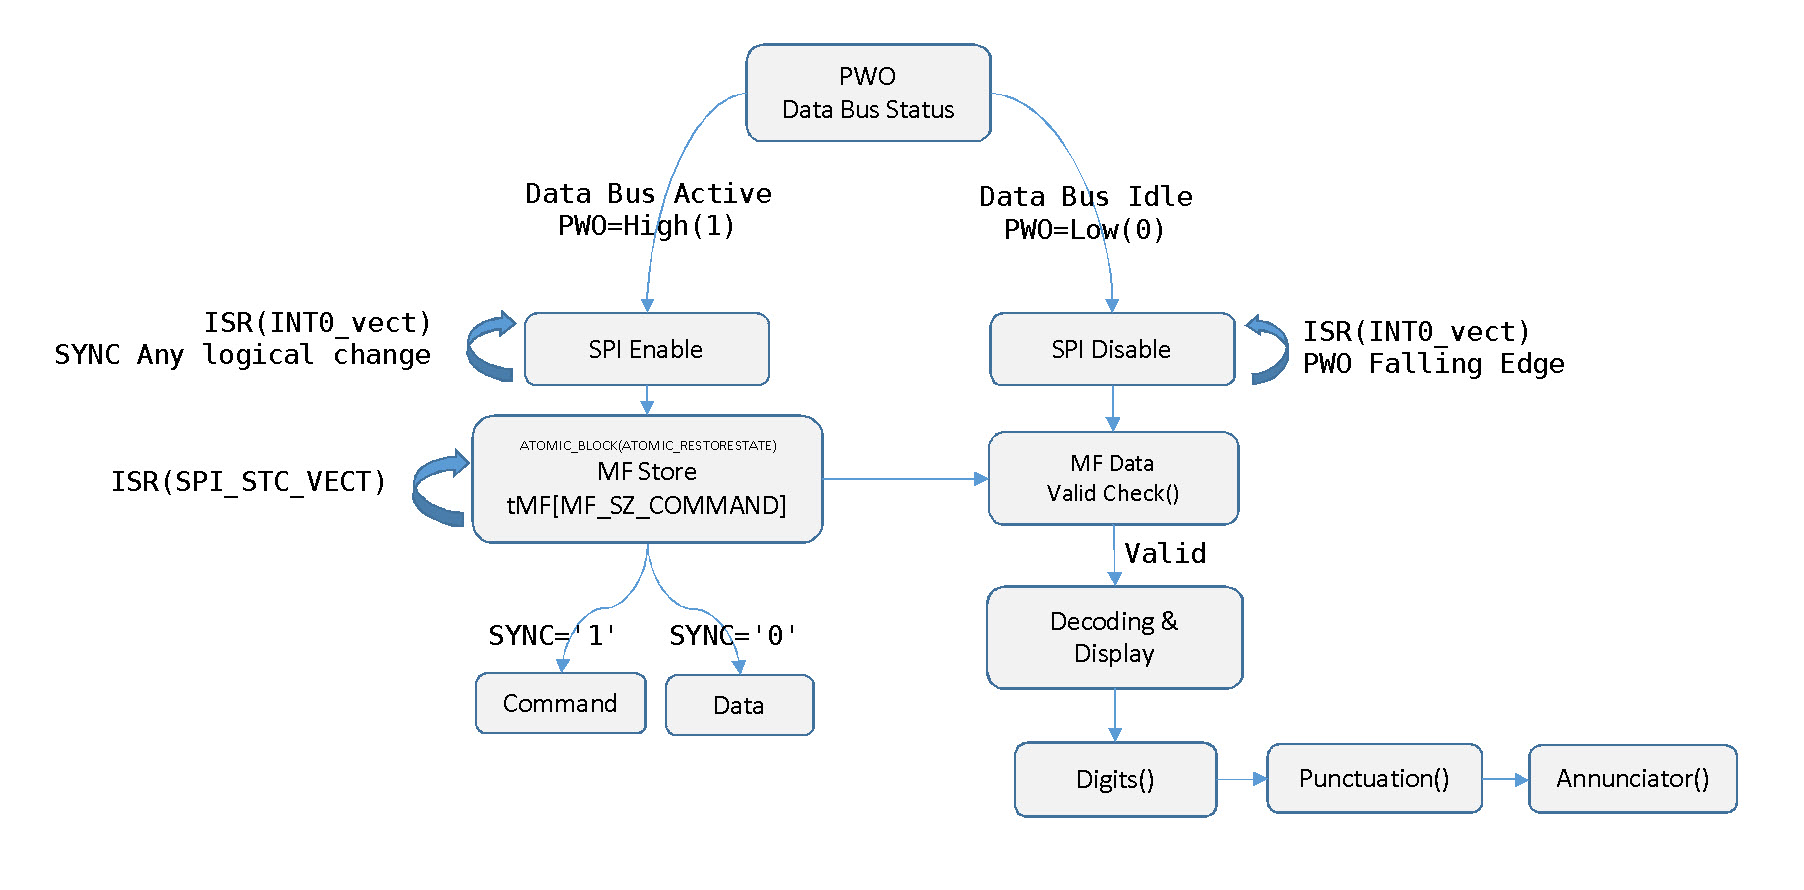 PWO
Data Bus Status
Data Bus Active
PWO=High(1)
Data Bus Idle
PWO=Low(0)
ISR(INT0_vect)
SYNC Any logical change
SPI Enable
SPI Disable
ISR(INT0_vect)
PWO Falling Edge
ISR(SPI_STC_VECT)
ATOMIC_BLOCK(ATOMIC_RESTORESTATE)
MF Store
tMF[MF_SZ_COMMAND]
MF Data
Valid Check()
Valid
SYNC='1'
SYNC='0'
Command
Data
Decoding &
Display
Digits()
Punctuation()
Annunciator()